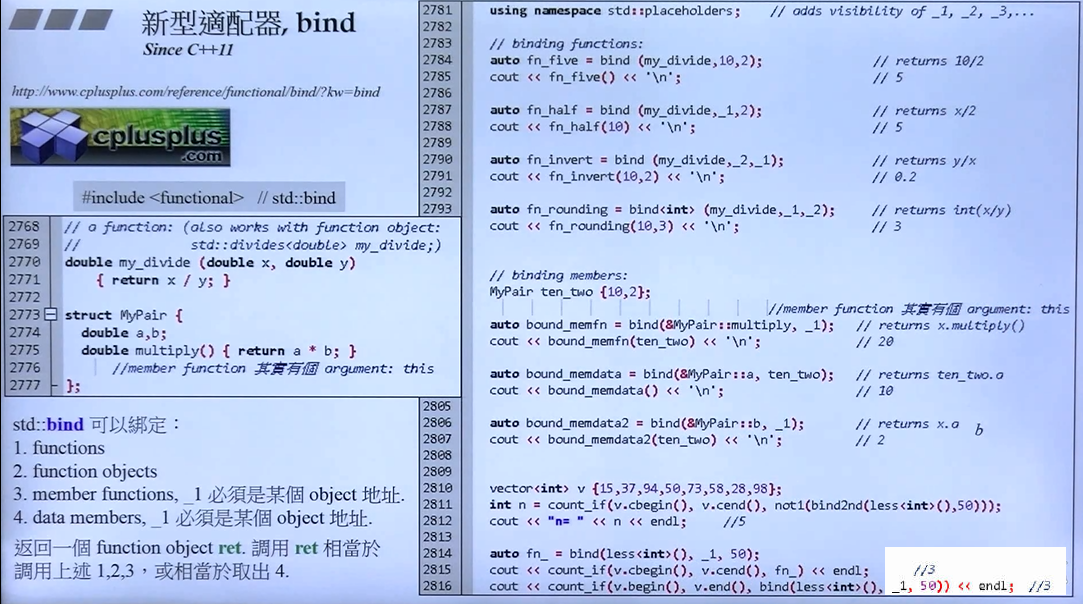 新型適配器, bind
Since C++11
http://www.cplusplus.com/reference/functional/bind/?kw=bind
cplusplus
.com
#include <functional> // std::bind
2768 // a function: (also works with function object:
2769 // std::divides<double> my_divide;)
2770 double my_divide (double x, double y)
2771 { return x / y; }
2772
2773 struct MyPair {
2774 double a,b;
2775 double multiply() { return a * b; }
2776 //member function 其實有個 argument: this
2777 };
std::bind 可以綁定：
1. functions
2. function objects
3. member functions, _1 必須是某個 object 地址.
4. data members, _1 必須是某個 object 地址.
返回一個 function object ret. 調用 ret 相當於
調用上述 1,2,3，或相當於取出 4.
2781 using namespace std::placeholders; // adds visibility of _1, _2, _3,...
2782
2783 // binding functions:
2784 auto fn_five = bind (my_divide,10,2); // returns 10/2
2785 cout << fn_five() << '\n'; // 5
2786
2787 auto fn_half = bind (my_divide,_1,2); // returns x/2
2788 cout << fn_half(10) << '\n'; // 5
2789
2790 auto fn_invert = bind (my_divide,_2,_1); // returns y/x
2791 cout << fn_invert(10,2) << '\n'; // 0.2
2792
2793 auto fn_rounding = bind<int> (my_divide,_1,_2); // returns int(x/y)
cout << fn_rounding(10,3) << '\n'; // 3
// binding members:
MyPair ten_two {10,2};
//member function 其實有個 argument: this
auto bound_memfn = bind(&MyPair::multiply, _1); // returns x.multiply()
cout << bound_memfn(ten_two) << '\n'; // 20
auto bound_memdata = bind(&MyPair::a, ten_two); // returns ten_two.a
cout << bound_memdata() << '\n'; // 10
2805
2806 auto bound_memdata2 = bind(&MyPair::b, _1); // returns x.a b
2807 cout << bound_memdata2(ten_two) << '\n'; // 2
2808
2809
2810 vector<int> v {15,37,94,50,73,58,28,98};
2811 int n = count_if(v.cbegin(), v.cend(), not1(bind2nd(less<int>(),50)));
2812 cout << "n= " << n << endl; //5
2813
2814 auto fn_ = bind(less<int>(), _1, 50);
2815 cout << count_if(v.cbegin(), v.cend(), fn_) << endl; //3
2816 cout << count_if(v.begin(), v.end(), bind(less<int>(), _1, 50)) << endl; //3